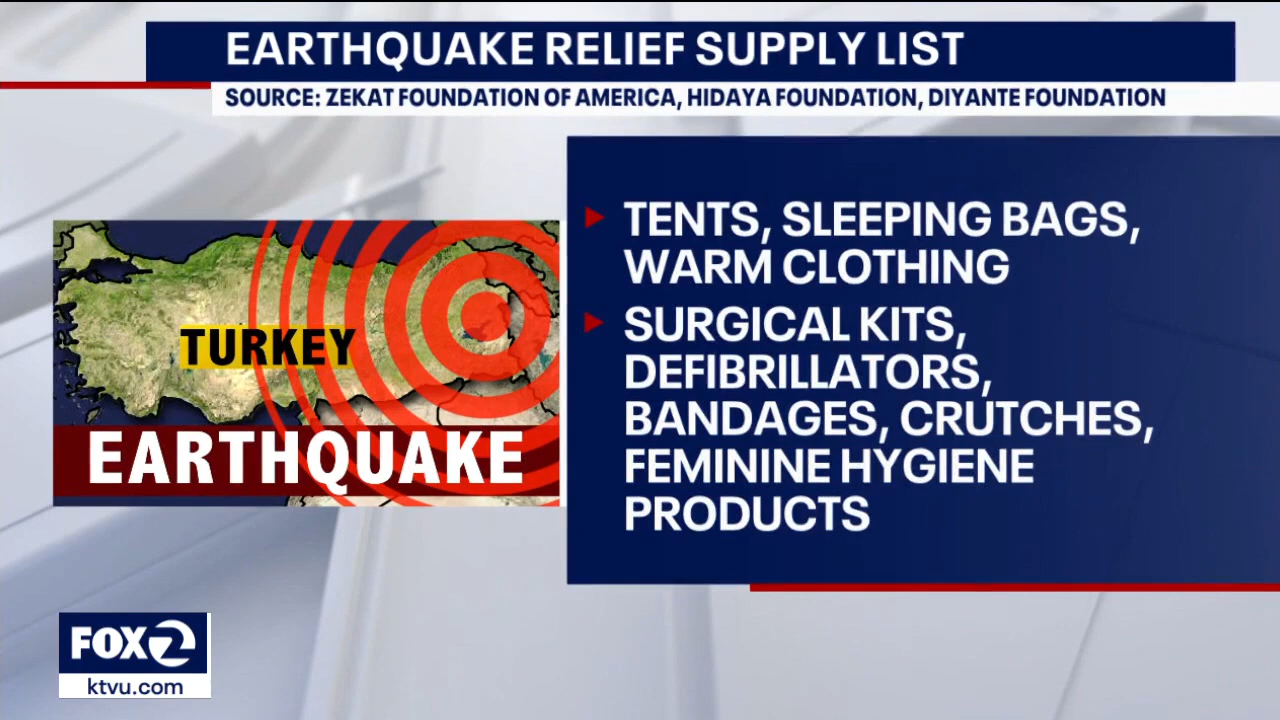 EARTHQUAKE RELIEF SUPPLY LIST
SOURCE: ZEKAT FOUNDATION OF AMERICA, HIDAYA FOUNDATION, DIYANTE FOUNDATION
TURKEY
EARTHQUAKE
TENTS, SLEEPING BAGS,
WARM CLOTHING
SURGICAL KITS,
DEFIBRILLATORS,
BANDAGES, CRUTCHES,
FEMININE HYGIENE
PRODUCTS
FOX 2
ktvu.com